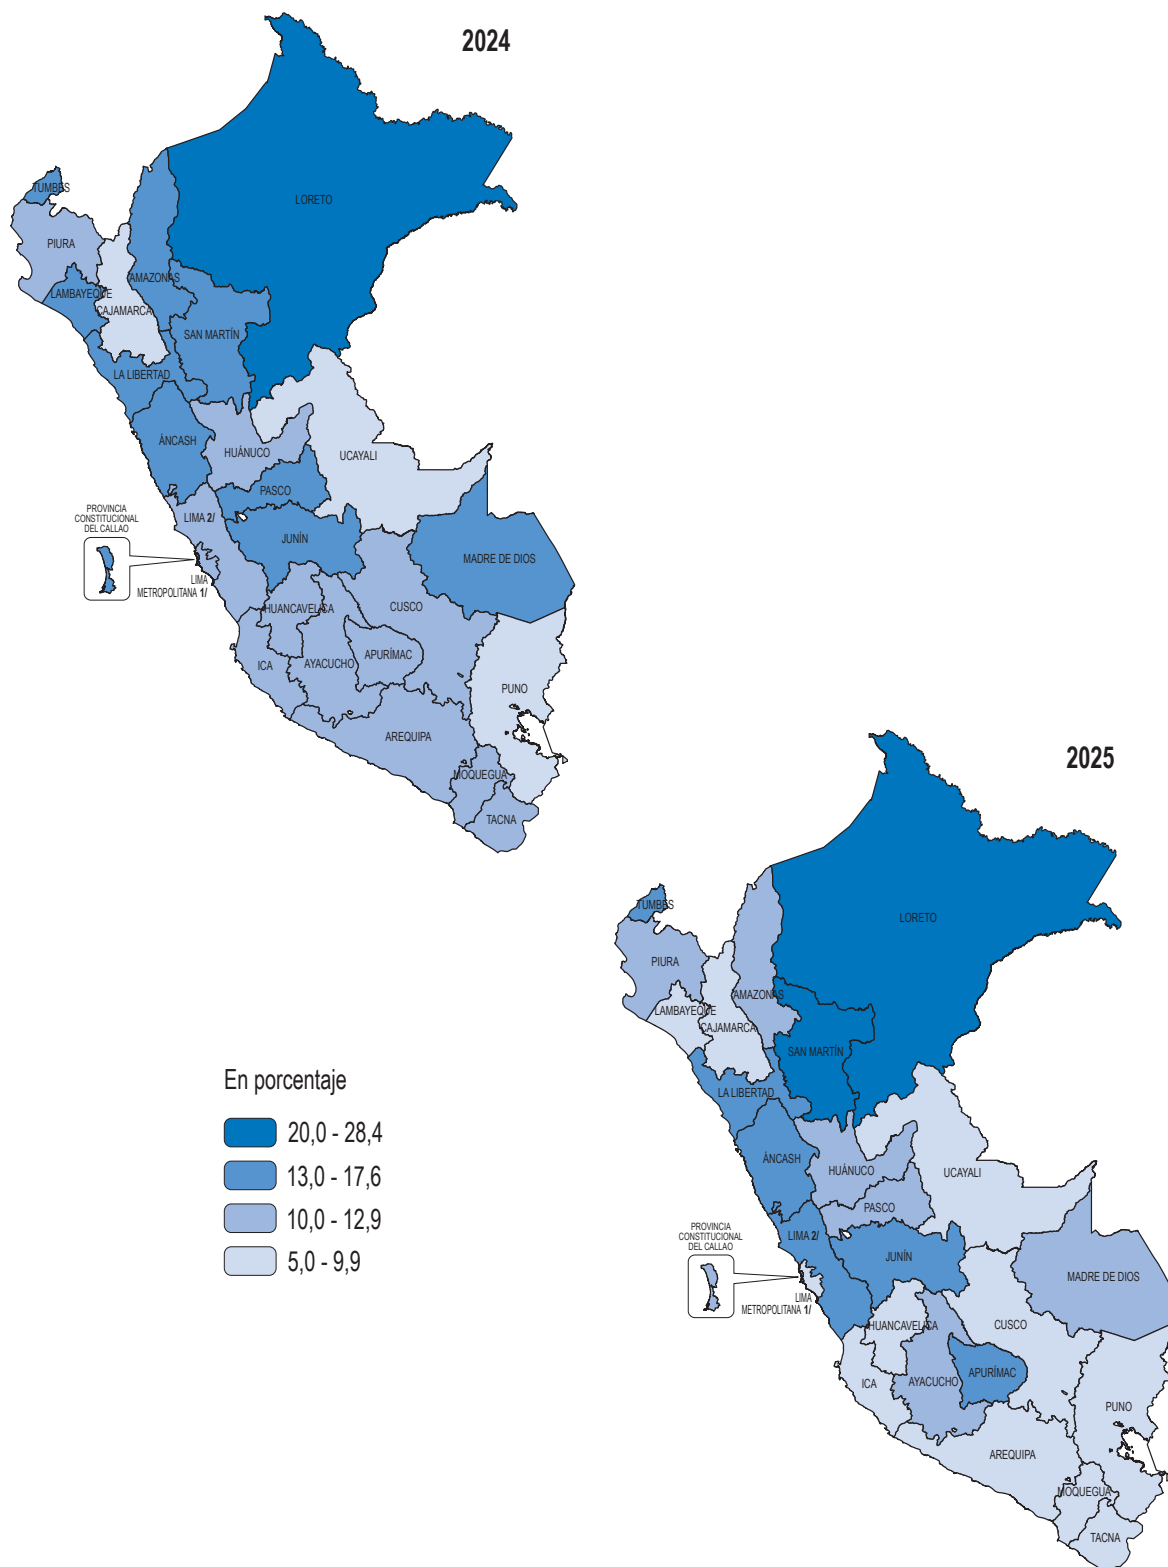 2024
LORETO
TUMBES
PIURA
AMAZONAS
LAMBAYEQUE
CAJAMARCA
SAN MARTÍN
LA LIBERTAD
ÁNCASH
HUÁNUCO
UCAYALI
PASCO
LIMA 2/
PROVINCIA
CONSTITUCIONAL
DEL CALLAO
JUNÍN
MADRE DE DIOS
LIMA
METROPOLITANA 1/
HUANCAVELICA
CUSCO
ICA
AYACUCHO
APURÍMAC
PUNO
AREQUIPA
MOQUEGUA
TACNA
2025
LORETO
TUMBES
PIURA
AMAZONAS
LAMBAYEQUE
CAJAMARCA
SAN MARTÍN
LA LIBERTAD
ÁNCASH
HUÁNUCO
UCAYALI
PASCO
LIMA 2/
PROVINCIA
CONSTITUCIONAL
DEL CALLAO
JUNÍN
MADRE DE DIOS
LIMA
METROPOLITANA 1/
HUANCAVELICA
CUSCO
ICA
AYACUCHO
APURÍMAC
PUNO
AREQUIPA
MOQUEGUA
TACNA
En porcentaje
20,0 - 28,4
13,0 - 17,6
10,0 - 12,9
5,0 - 9,9